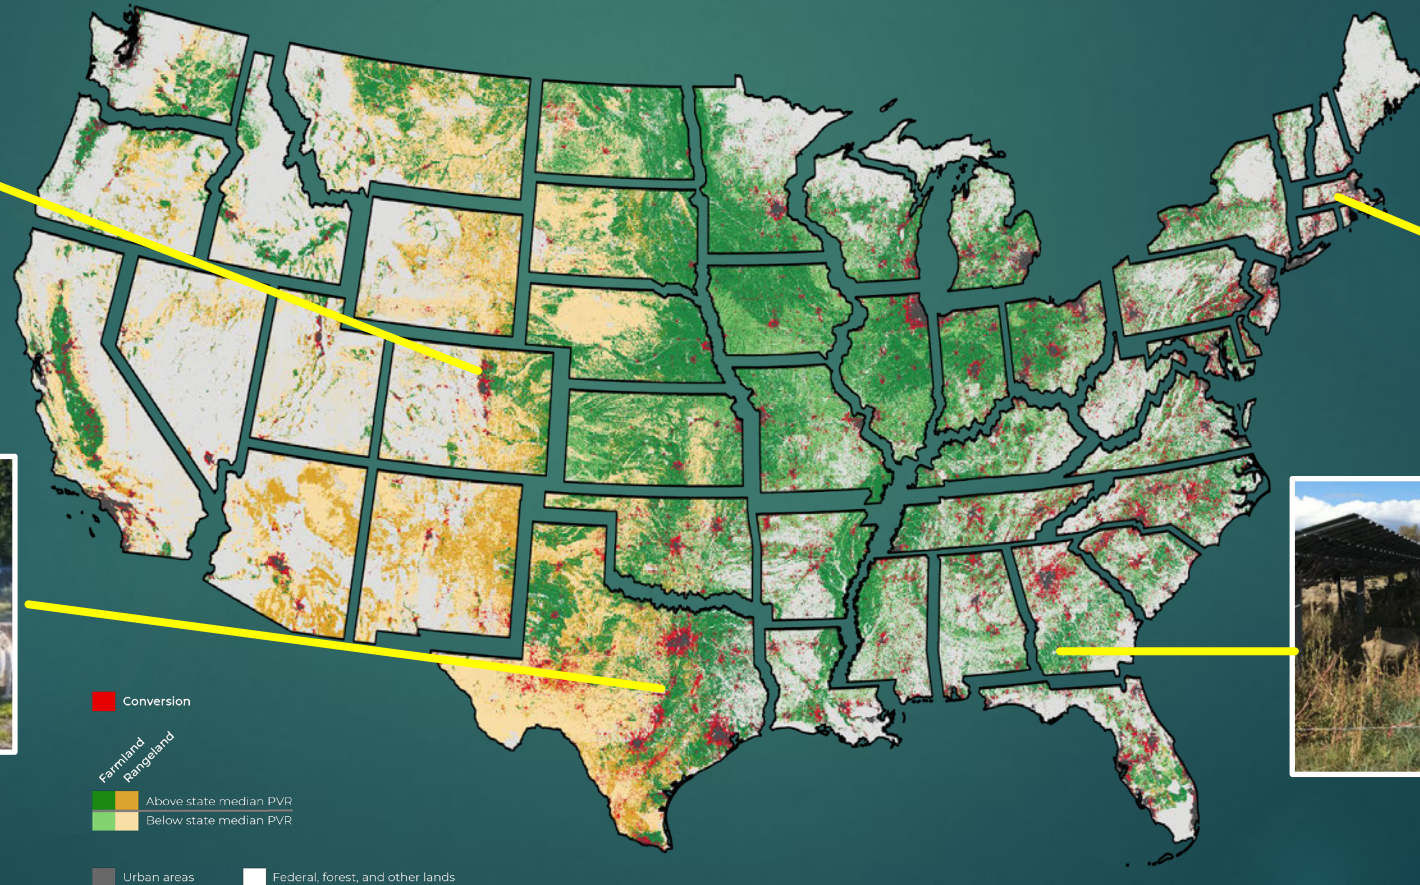 Conversion
Farmland
Rangeland
Above state median PVR
Below state median PVR
Urban areas
Federal, forest, and other lands